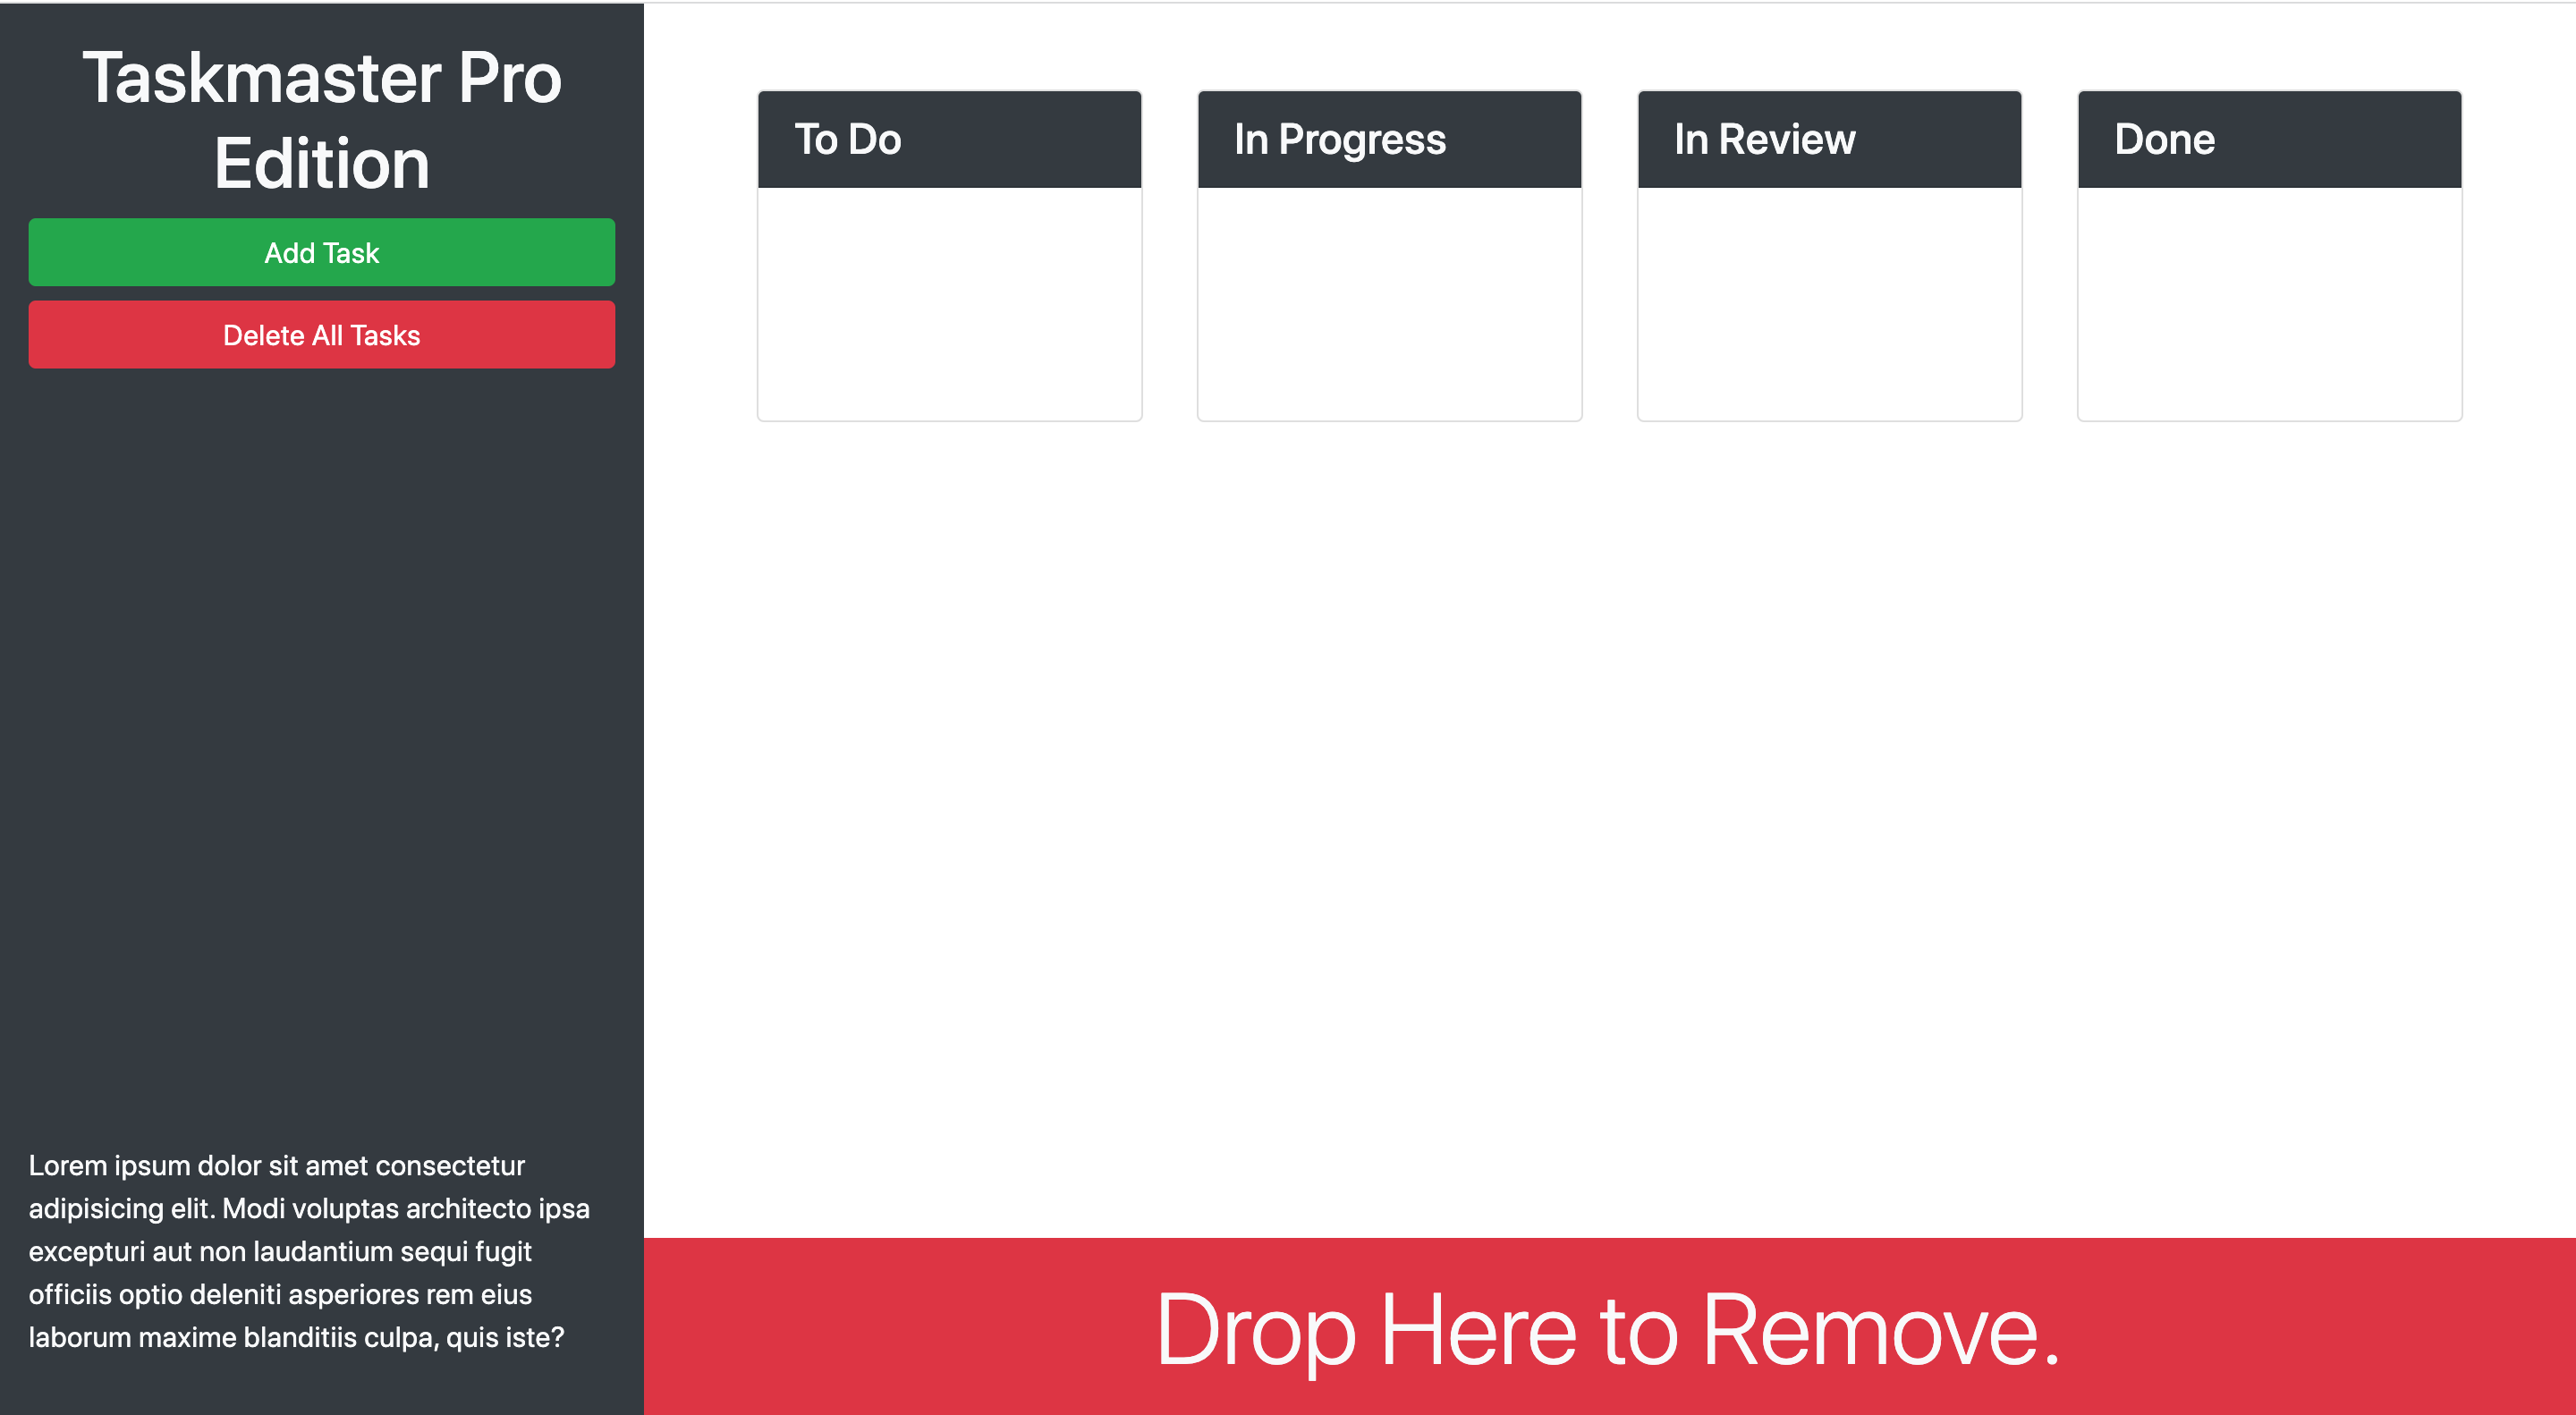 Taskmaster Pro
Edition
Add Task
Delete All Tasks
Lorem ipsum dolor sit amet consectetur
adipisicing elit. Modi voluptas architecto ipsa
excepturi aut non laudantium sequi fugit
officiis optio deleniti asperiores rem eius
laborum maxime blanditiis culpa, quis iste?
To Do
In Progress
In Review
Done
Drop Here to Remove.